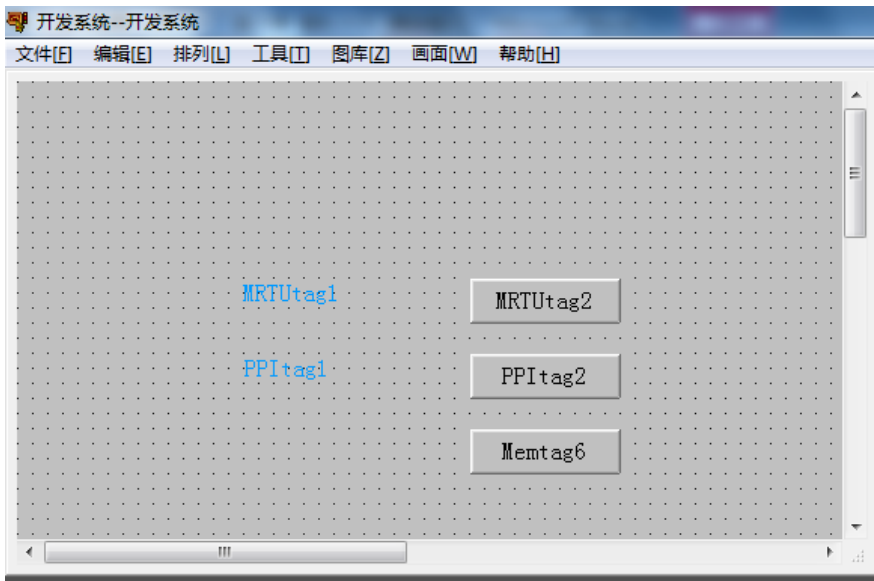 开发系统--开发系统
文件[F] 编辑[E] 排列[L] 工具[T] 图库[Z] 画面[W] 帮助[H]
MRTUtag1 MRTUtag2
PPItag1 PPItag2
Memtag6